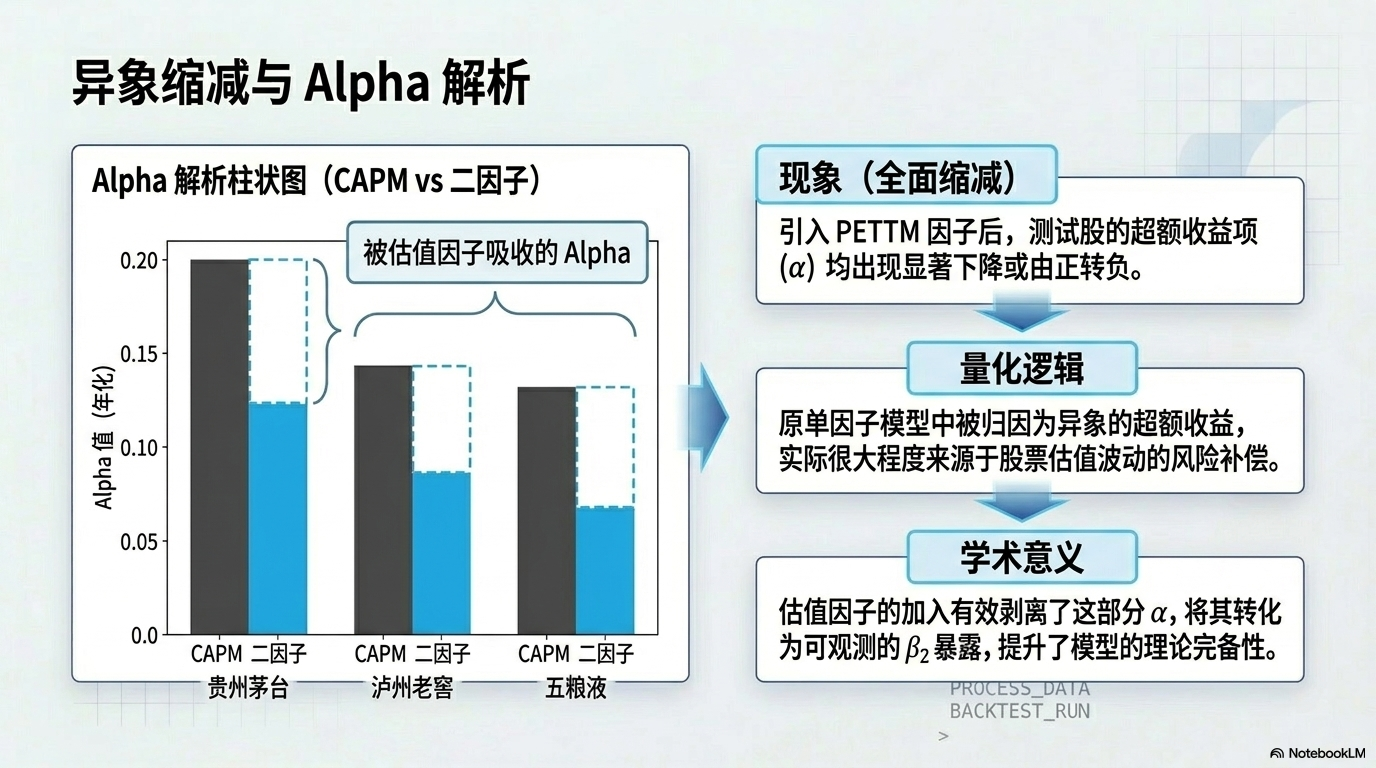 异象缩减与 Alpha 解析
Alpha 解析柱状图（CAPM vs 二因子）
被估值因子吸收的 Alpha
Alpha 值（年化）
0.20
0.15
0.10
0.05
0.0
CAPM 二因子 CAPM 二因子 CAPM 二因子
贵州茅台 泸州老窖 五粮液
现象（全面缩减）
引入 PETTM 因子后，测试股的超额收益项
(α) 均出现显著下降或由正转负。
量化逻辑
原单因子模型中被归因为异象的超额收益，
实际很大程度来源于股票估值波动的风险补偿。
学术意义
估值因子的加入有效剥离了这部分 α, 将其转化
为可观测的 β₂ 暴露, 提升了模型的理论完备性。
PROCESS_DATA
BACKTEST_RUN
>
NotebookLM